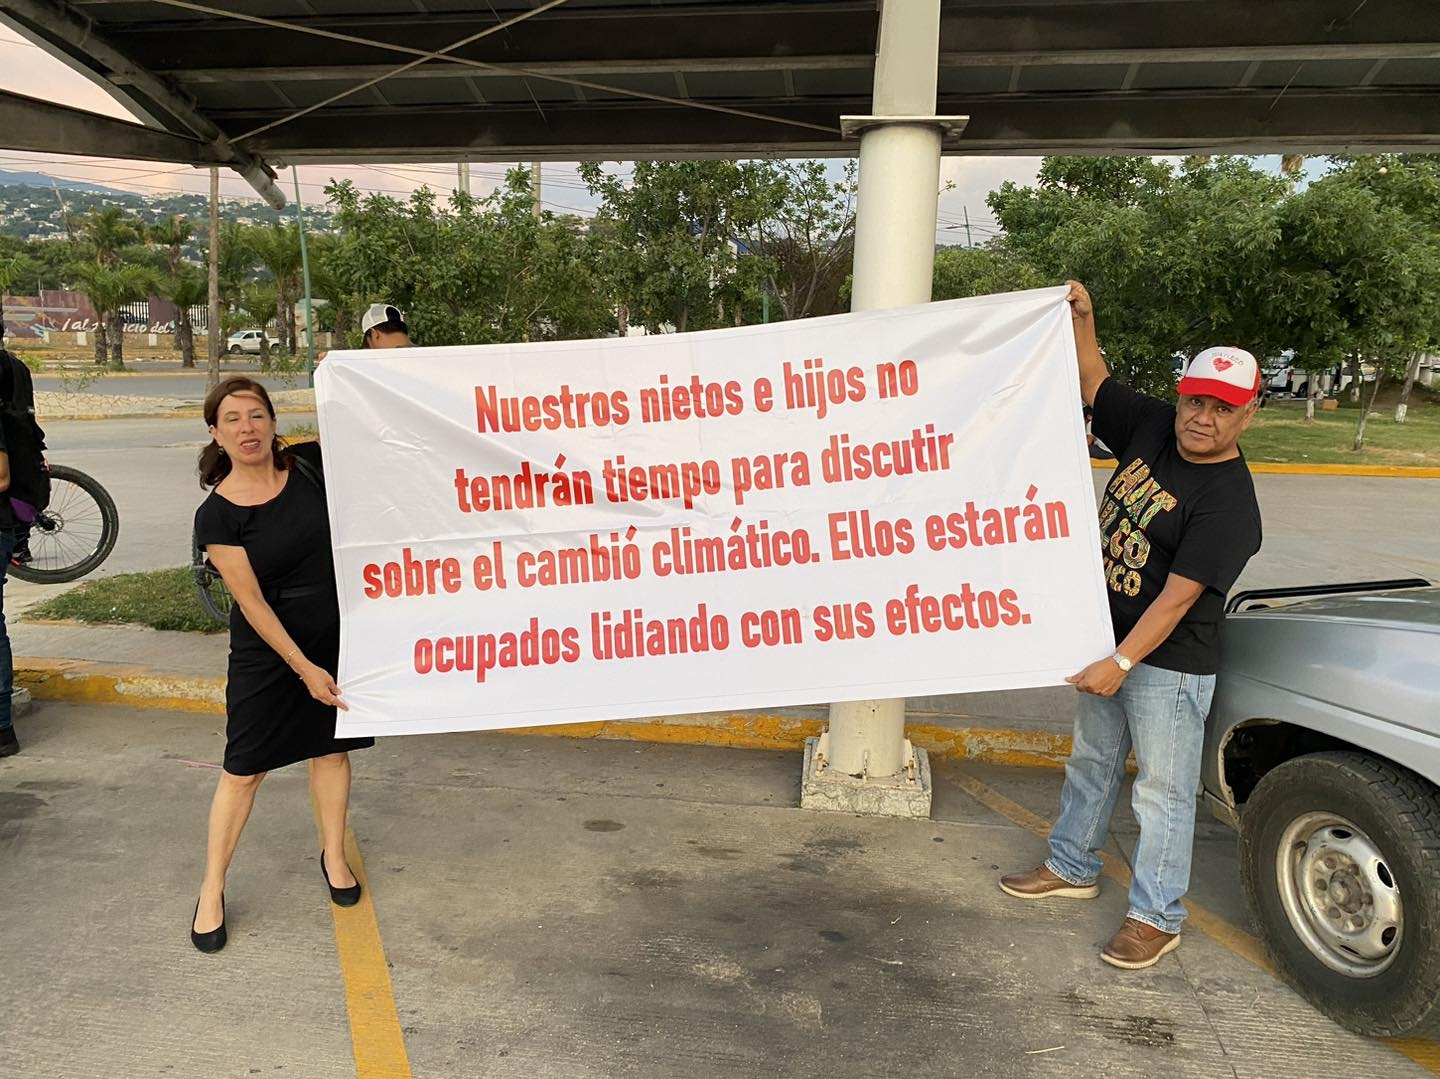 Nuestros nietos e hijos no
tendrán tiempo para discutir
sobre el cambió climático. Ellos estarán
ocupados lidiando con sus efectos.